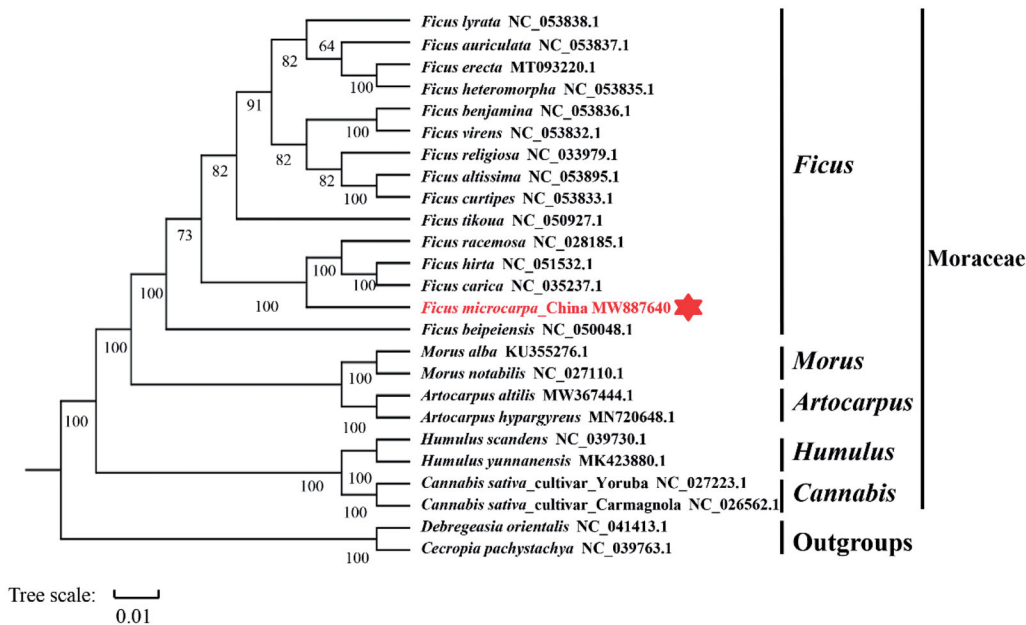 Ficus lyrata NC_053838.1
Ficus auriculata NC_053837.1
Ficus erecta MT093220.1
Ficus heteromorpha NC_053835.1
Ficus benjamina NC_053836.1
Ficus virens NC_053832.1
Ficus religiosa NC_033979.1
Ficus altissima NC_053895.1
Ficus curtipes NC_053833.1
Ficus tikoua NC_050927.1
Ficus racemosa NC_028185.1
Ficus hirta NC_051532.1
Ficus carica NC_035237.1
Ficus microcarpa_China MW887640
Ficus beipeiensis NC_050048.1
Morus alba KU355276.1
Morus notabilis NC_027110.1
Artocarpus altilis MW367444.1
Artocarpus hypargyreus MN720648.1
Humulus scandens NC_039730.1
Humulus yunnanensis MK423880.1
Cannabis sativa_cultivar_Yoruba NC_027223.1
Cannabis sativa_cultivar_Carmagnola NC_026562.1
Debregeasia orientalis NC_041413.1
Cecropia pachystachya NC_039763.1
64
82
100
91
100
82
82
100
82
73
100
100
100
100
100
100
100
100
100
100
100
100
Ficus
Morus
Artocarpus
Humulus
Cannabis
Outgroups
Moraceae
Tree scale:
0.01